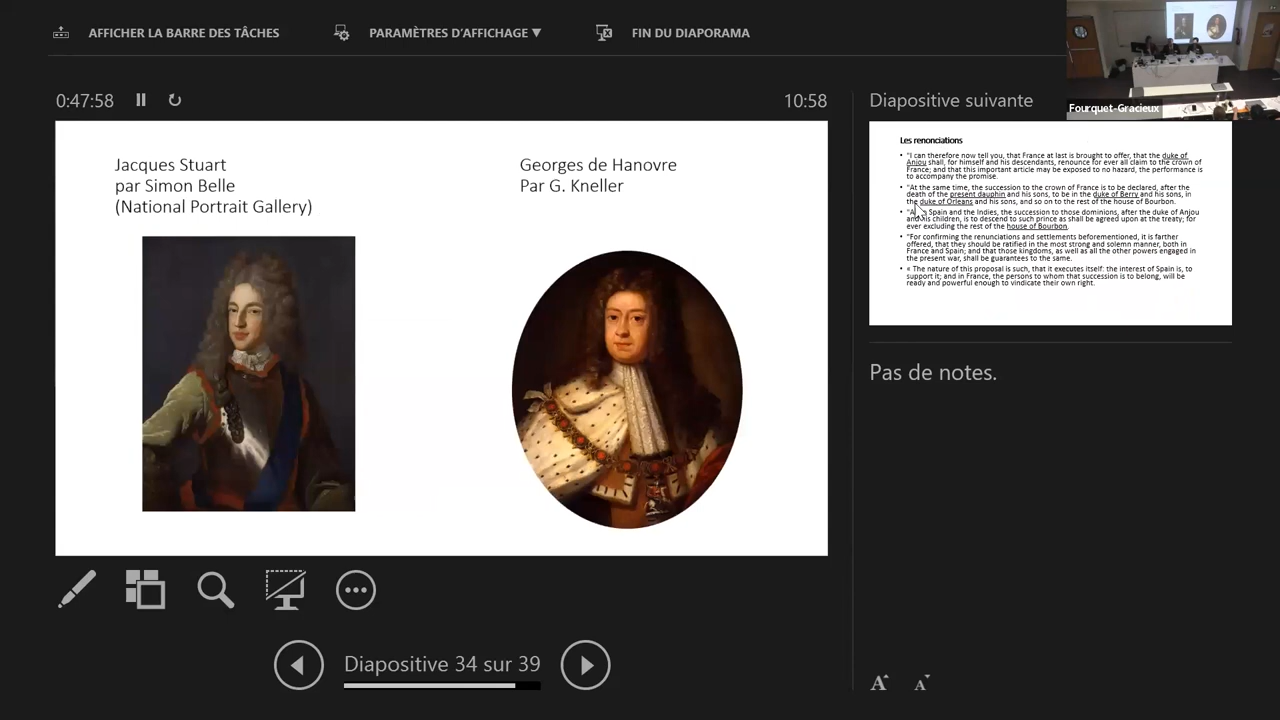 AFFICHER LA BARRE DES TÂCHES
PARAMÈTRES D'AFFICHAGE ▼
FIN DU DIAPORAMA
Fourquet-Gracieux
0:47:58
10:58
Diapositive suivante
Jacques Stuart
par Simon Belle
(National Portrait Gallery)
Georges de Hanovre
Par G. Kneller
Les renonciations
• "I can therefore now tell you, that France at last is brought to offer, that the duke of
Anjou shall, for himself and his descendants, renounce for ever all claim to the crown of
France; and that this important article may be exposed to no hazard, the performance is
to accompany the promise.
• "At the same time, the succession to the crown of France is to be declared, after the
death of the present dauphin and his sons, to be in the duke of Berry and his sons, in
the duke of Orleans and his sons, and so on to the rest of the house of Bourbon.
• Spain and the Indies, the succession to those dominions, after the duke of Anjou
and his children, is to descend to such prince as shall be agreed upon at the treaty; for
ever excluding the rest of the house of Bourbon.
• "For confirming the renunciations and settlements beforementioned, it is farther
offered, that they should be ratified in the most strong and solemn manner, both in
France and Spain; and that those kingdoms, as well as all the other powers engaged in
the present war, shall be guarantees to the same.
• « The nature of this proposal is such, that it executes itself: the interest of Spain is, to
support it; and in France, the persons to whom that succession is to belong, will be
ready and powerful enough to vindicate their own right.
Pas de notes.
Diapositive 34 sur 39
A A